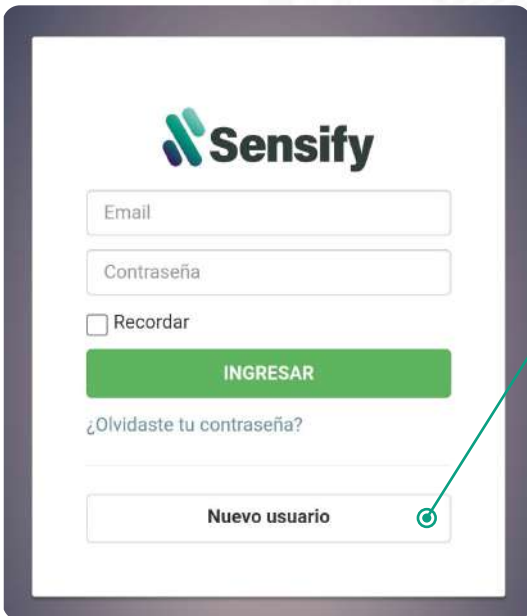 Sensify
Email
Contraseña
Recordar
INGRESAR
¿Olvidaste tu contraseña?
Nuevo usuario